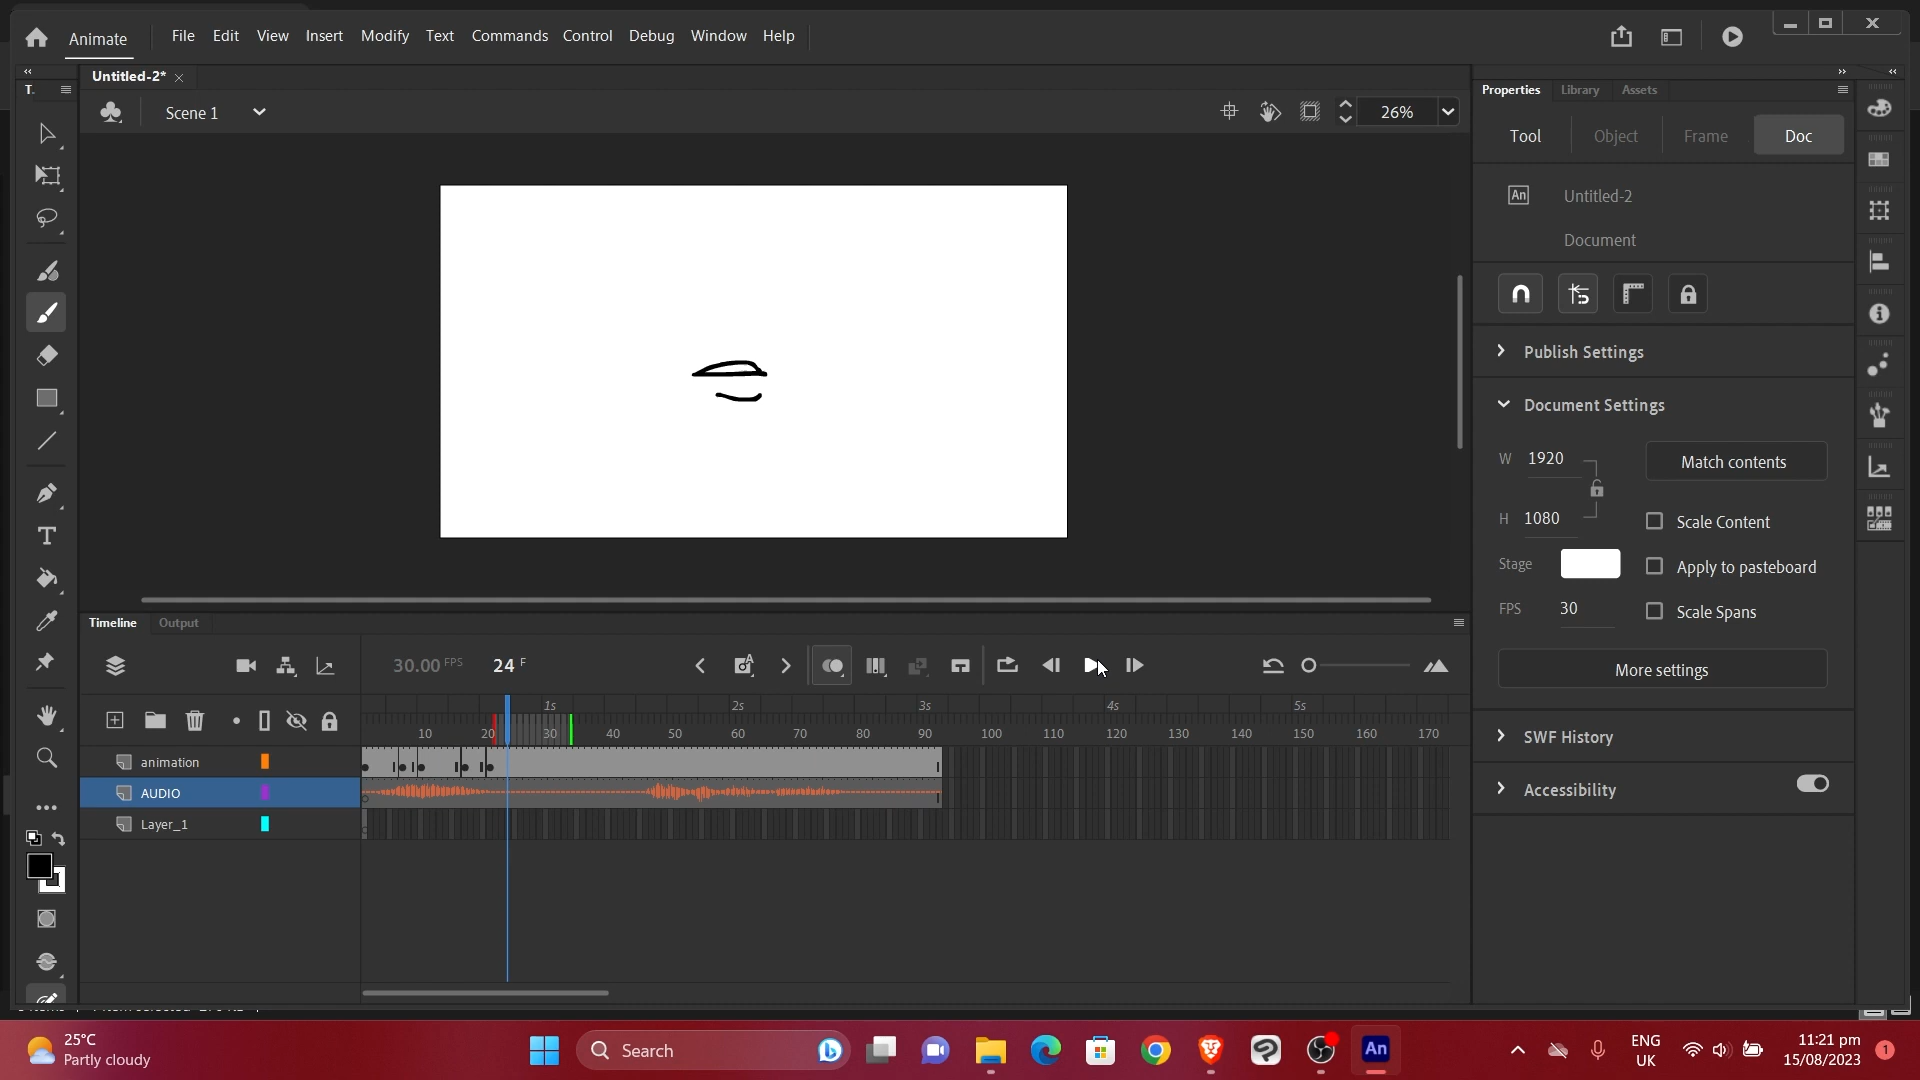 Animate
File Edit View Insert Modify Text Commands Control Debug Window Help
Untitled-2*
T.
Scene 1
26%
Properties Library Assets
Tool Object Frame Doc
An Untitled-2
Document
Publish Settings
Document Settings
W 1920
Match contents
H 1080
Scale Content
Stage
Apply to pasteboard
FPS 30
Scale Spans
More settings
SWF History
Accessibility
Timeline Output
30.00 FPS 24 F
1s 2s 3s 4s 5s
10 20 30 40 50 60 70 80 90 100 110 120 130 140 150 160 170
animation
AUDIO
Layer_1
25°C
Partly cloudy
Search
An
ENG
UK
11:21 pm
15/08/2023
1